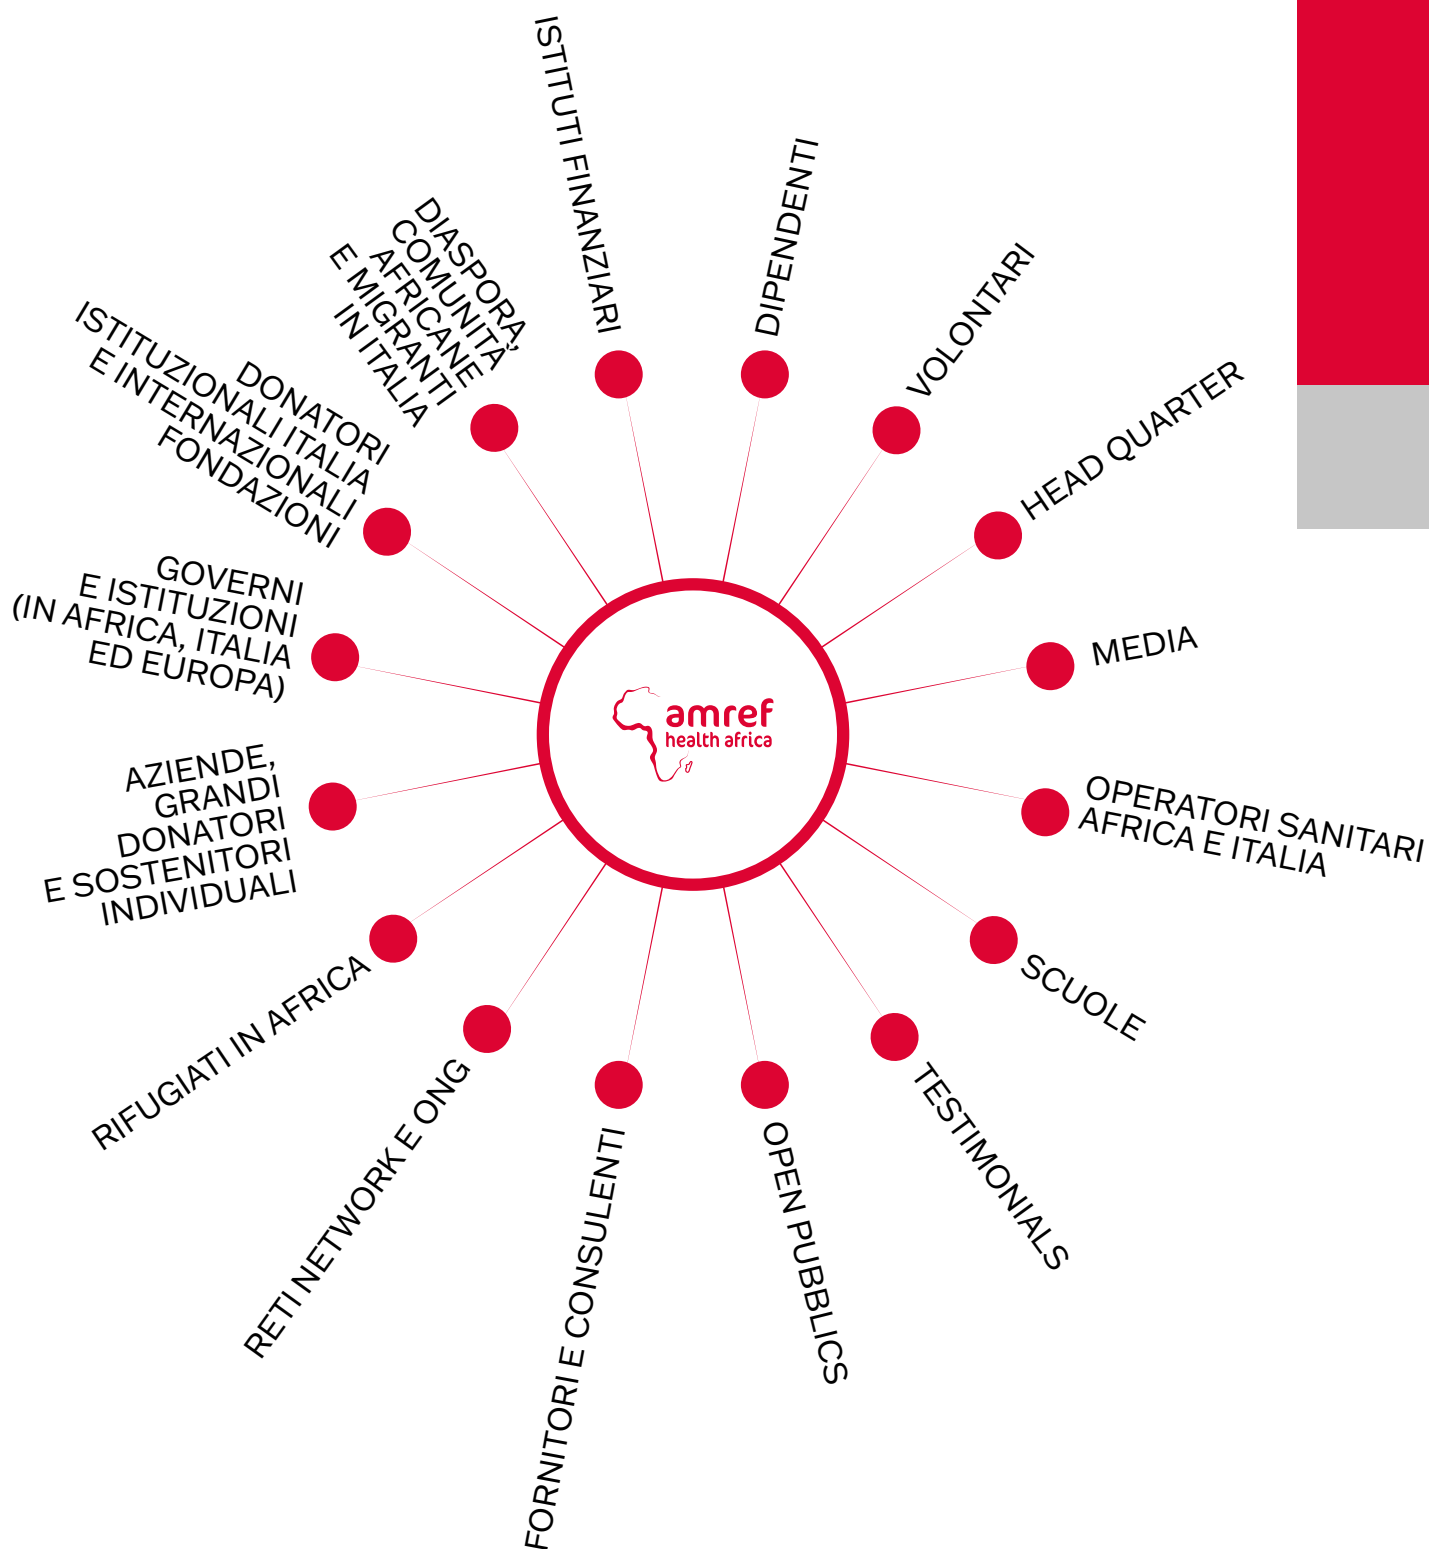 ISTITUTI FINANZIARI
DIPENDENTI
VOLONTARI
HEAD QUARTER
MEDIA
OPERATORI SANITARI
AFRICA E ITALIA
SCUOLE
TESTIMONIALS
OPEN PUBBLICS
FORNITORI E CONSULENTI
RETI NETWORK E ONG
RIFUGIATI IN AFRICA
AZIENDE,
GRANDI
DONATORI
E SOSTENITORI
INDIVIDUALI
GOVERNI
E ISTITUZIONI
(IN AFRICA, ITALIA
ED EUROPA)
DONATORI
ISTITUZIONALI ITALIA
E INTERNAZIONALI
FONDAZIONI
DIASPORA,
COMUNITÀ
AFRICANE
E MIGRANTI
IN ITALIA
amref
health africa